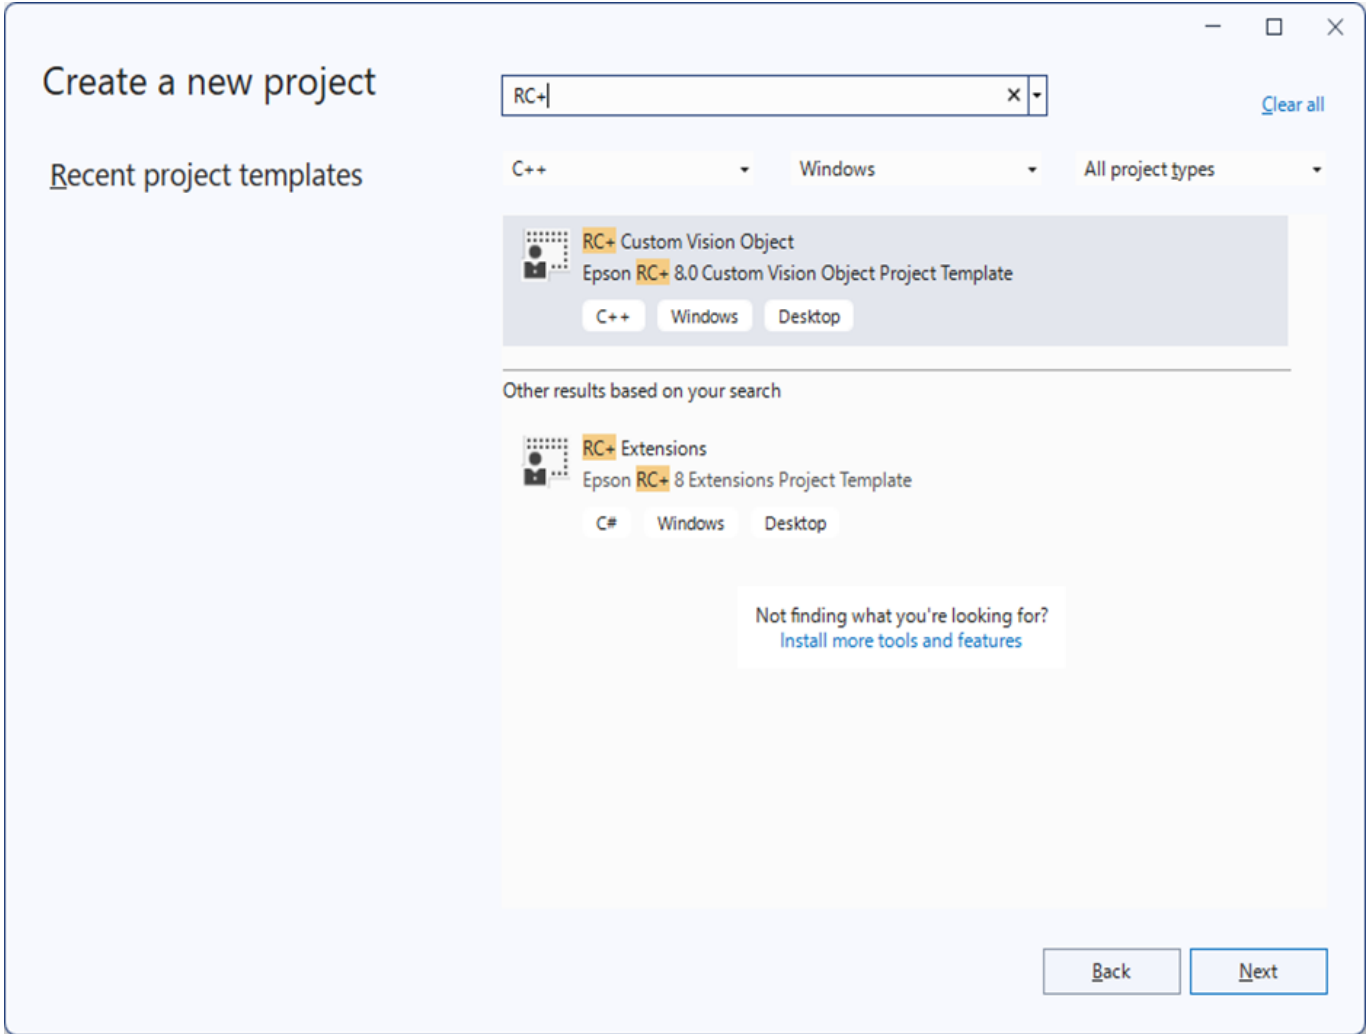 Create a new project
RC+
Clear all
Recent project templates
C++
Windows
All project types
RC+ Custom Vision Object
Epson RC+ 8.0 Custom Vision Object Project Template
C++ Windows Desktop
Other results based on your search
RC+ Extensions
Epson RC+ 8 Extensions Project Template
C# Windows Desktop
Not finding what you're looking for?
Install more tools and features
Back
Next